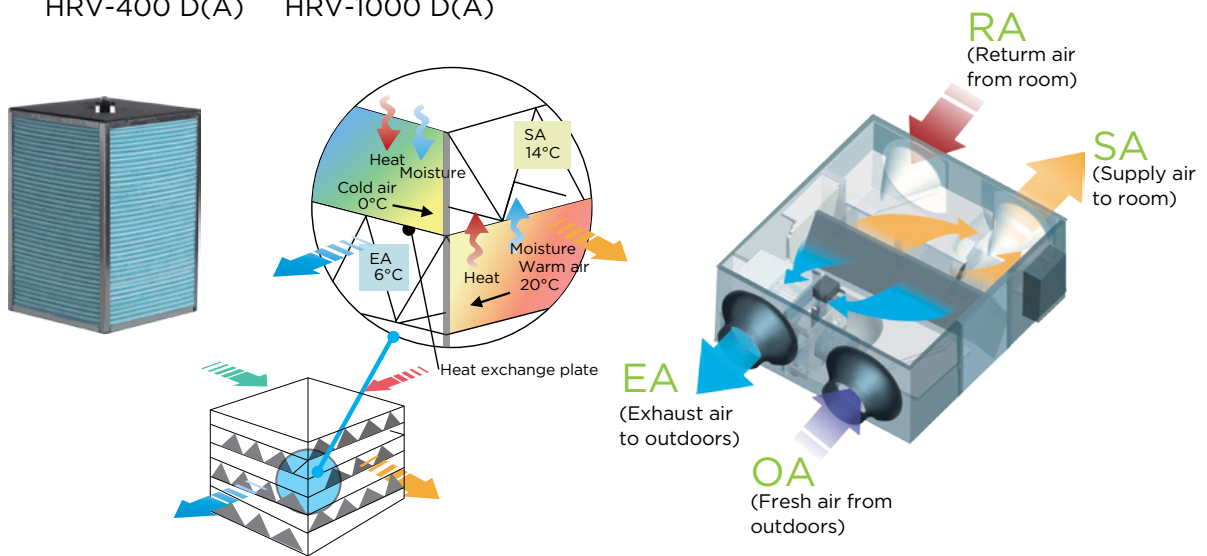 HRV-400 D(A) HRV-1000 D(A)
Heat
Moisture
Cold air
0°C
SA
14°C
EA
6°C
Moisture
Warm air
20°C
Heat
Heat exchange plate
RA
(Returm air
from room)
SA
(Supply air
to room)
EA
(Exhaust air
to outdoors)
OA
(Fresh air from
outdoors)